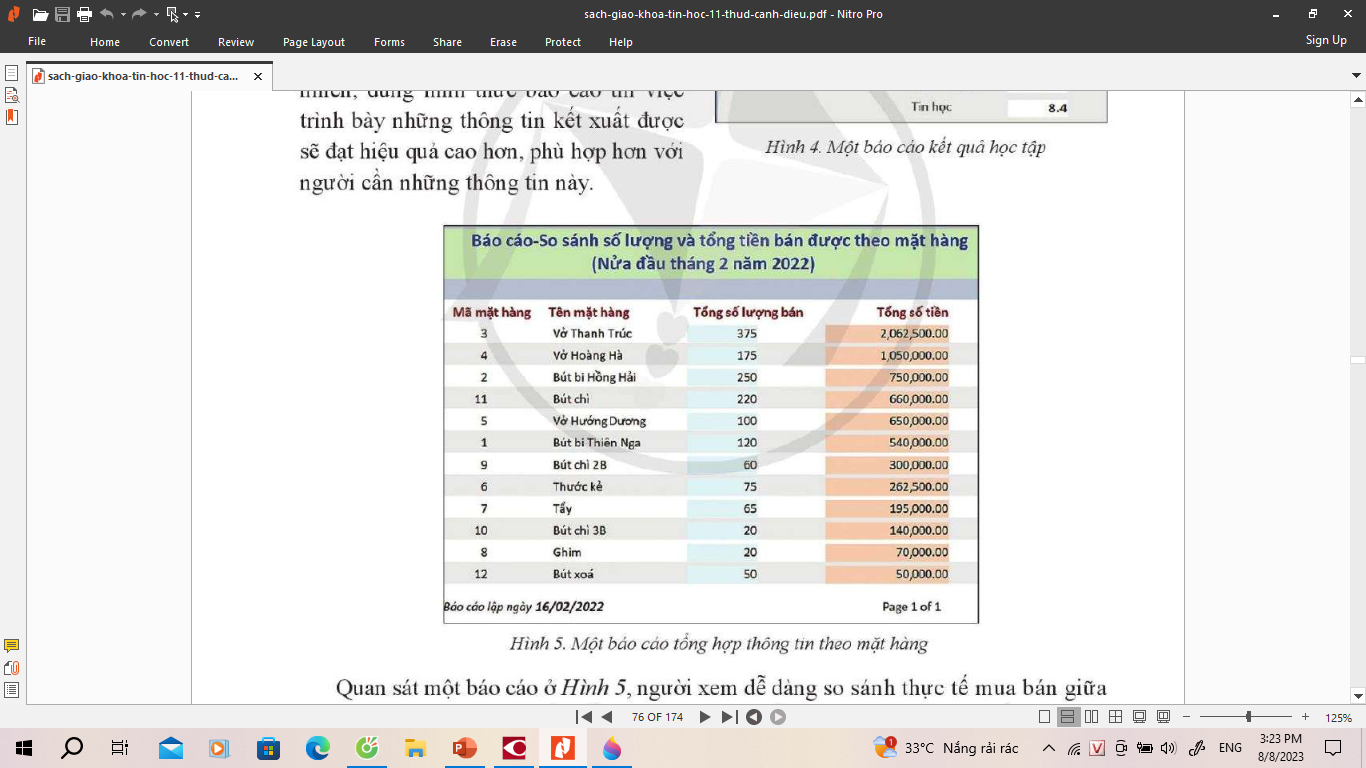 sach-giao-khoa-tin-hoc-11-thud-canh-dieu.pdf - Nitro Pro
File Home Convert Review Page Layout Forms Share Erase Protect Help Sign Up
sach-giao-khoa-tin-hoc-11-thud-ca...
nhiên, dùng hình thức báo cáo thì việc
trình bày những thông tin kết xuất được
sẽ đạt hiệu quả cao hơn, phù hợp hơn với
người cần những thông tin này.
Tin học 8.4
Hình 4. Một báo cáo kết quả học tập
Báo cáo-So sánh số lượng và tổng tiền bán được theo mặt hàng
(Nửa đầu tháng 2 năm 2022)
Mã mặt hàng Tên mặt hàng Tổng số lượng bán Tổng số tiền
3 Vở Thanh Trúc 375 2,062,500.00
4 Vở Hoàng Hà 175 1,050,000.00
2 Bút bi Hồng Hải 250 750,000.00
11 Bút chì 220 660,000.00
5 Vở Hướng Dương 100 650,000.00
1 Bút bi Thiên Nga 120 540,000.00
9 Bút chì 2B 60 300,000.00
6 Thước kẻ 75 262,500.00
7 Tẩy 65 195,000.00
10 Bút chì 3B 20 140,000.00
8 Ghim 20 70,000.00
12 Bút xoá 50 50,000.00
Báo cáo lập ngày 16/02/2022 Page 1 of 1
Hình 5. Một báo cáo tổng hợp thông tin theo mặt hàng
Quan sát một báo cáo ở Hình 5, người xem dễ dàng so sánh thực tế mua bán giữa
76 OF 174 125%
1 33°C Nắng rải rác V ENG 3:23 PM
8/8/2023